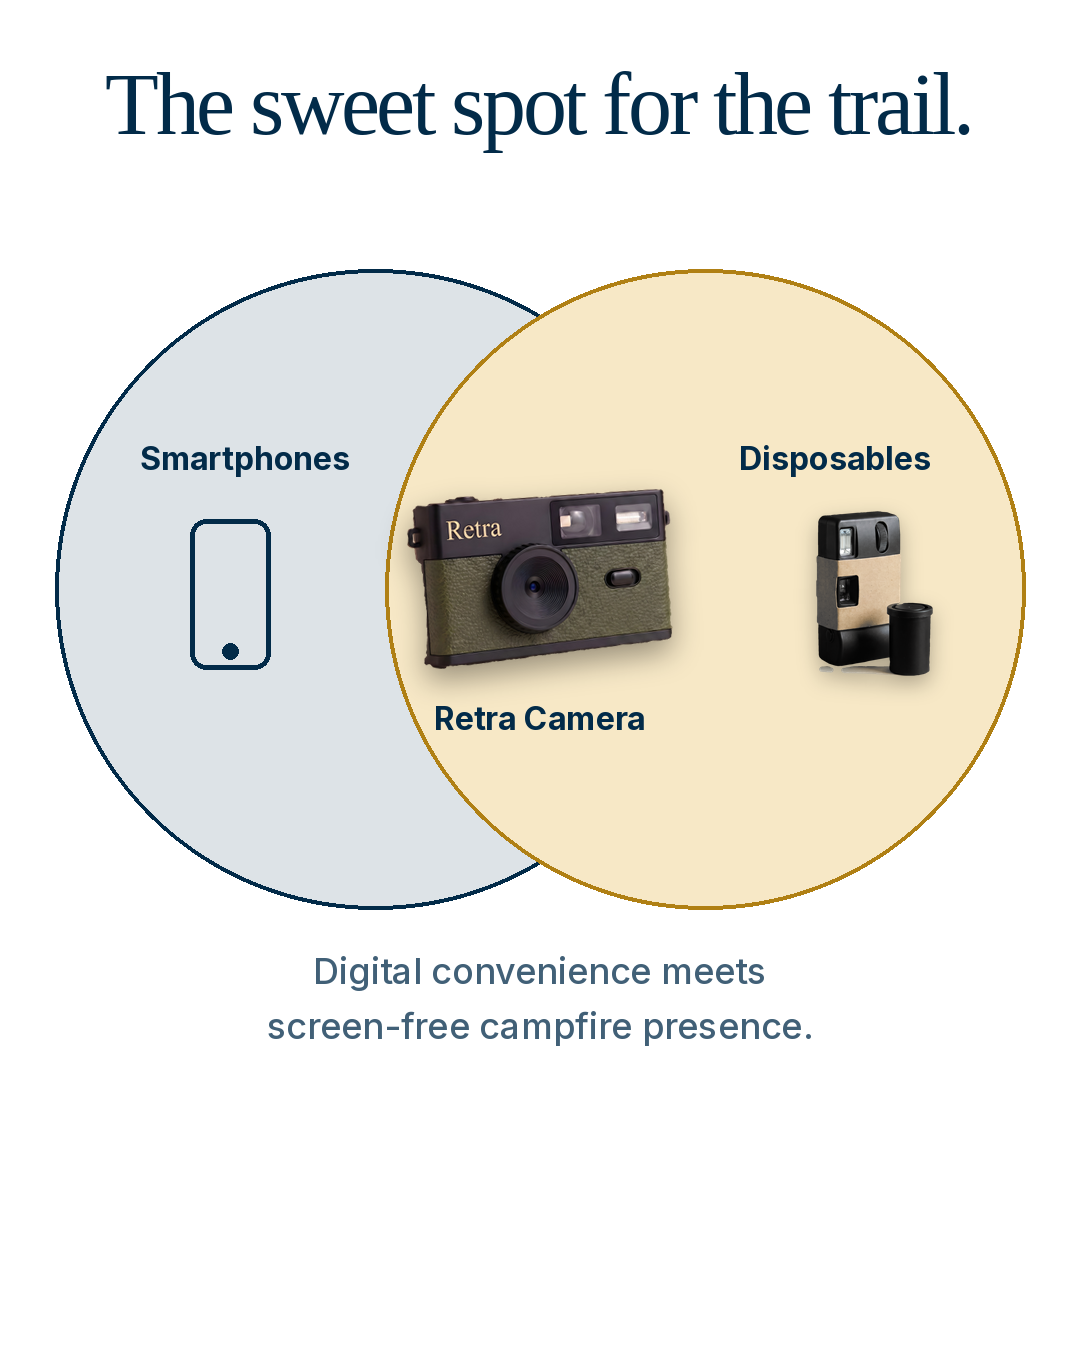 The sweet spot for the trail.
Smartphones
Disposables
Retra
Retra Camera
Digital convenience meets
screen-free campfire presence.